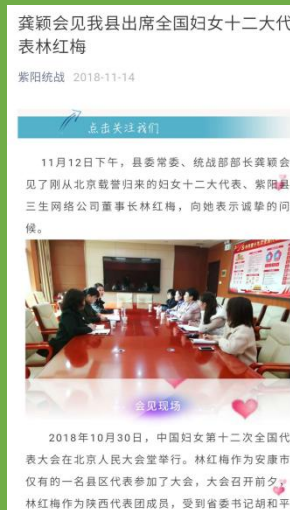 龚颖会见我县出席全国妇女十二大代
表林红梅
紫阳统战 2018-11-14
点击关注我们
11月12日下午，县委常委、统战部部长龚颖会
见了刚从北京载誉归来的妇女十二大代表、紫阳县
三生网络公司董事长林红梅，向她表示诚挚的问
候。
会见现场
2018年10月30日，中国妇女第十二次全国代
表大会在北京人民大会堂举行。林红梅作为安康市
仅有的一名县区代表参加了大会，大会召开前夕，
林红梅作为陕西代表团成员，受到省委书记胡和平